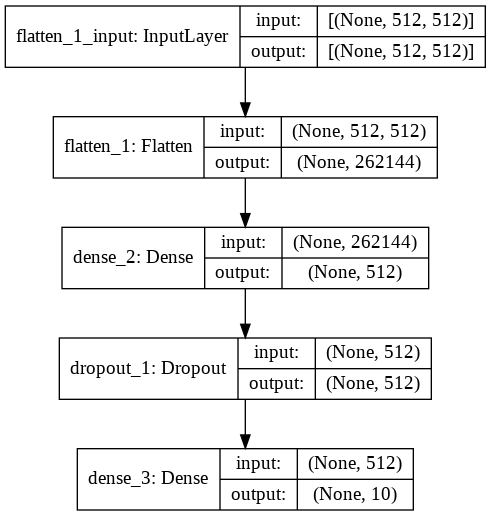 flatten_1_input: InputLayer
input: [(None, 512, 512)]
output: [(None, 512, 512)]
flatten_1: Flatten
input: (None, 512, 512)
output: (None, 262144)
dense_2: Dense
input: (None, 262144)
output: (None, 512)
dropout_1: Dropout
input: (None, 512)
output: (None, 512)
dense_3: Dense
input: (None, 512)
output: (None, 10)